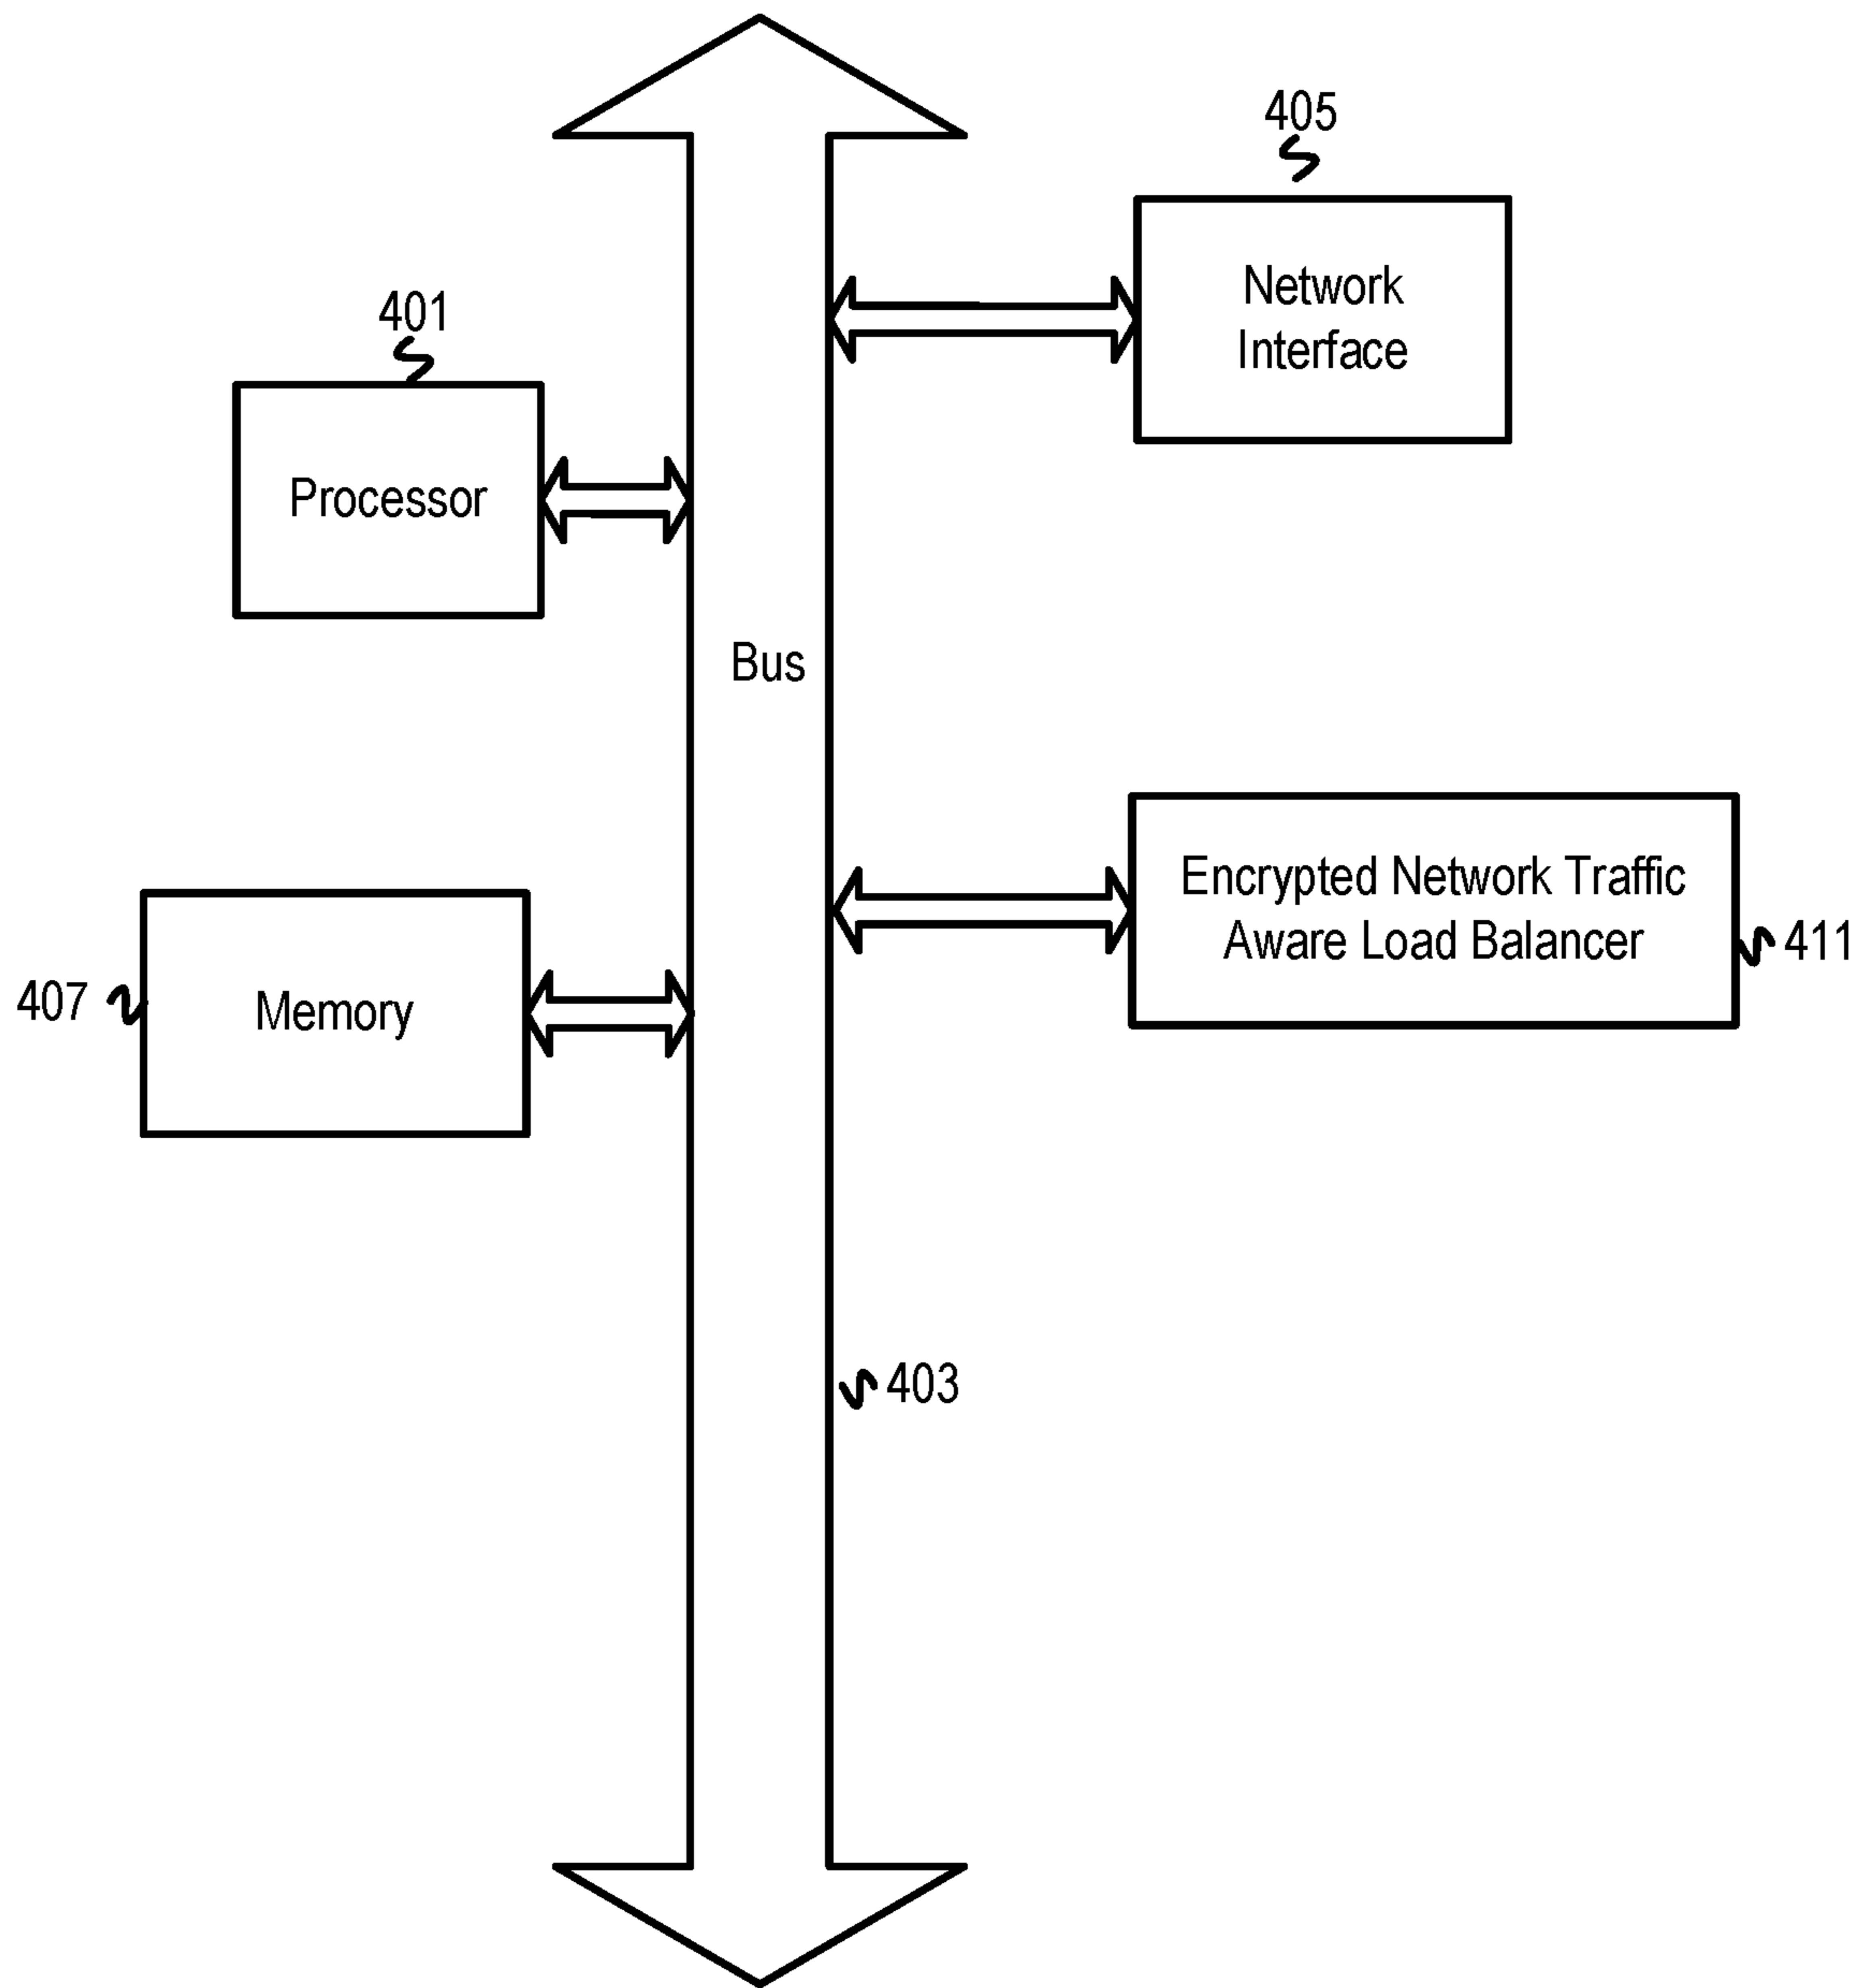 405
Network
Interface
401
Processor
Bus
Encrypted Network Traffic
Aware Load Balancer
411
407
Memory
403